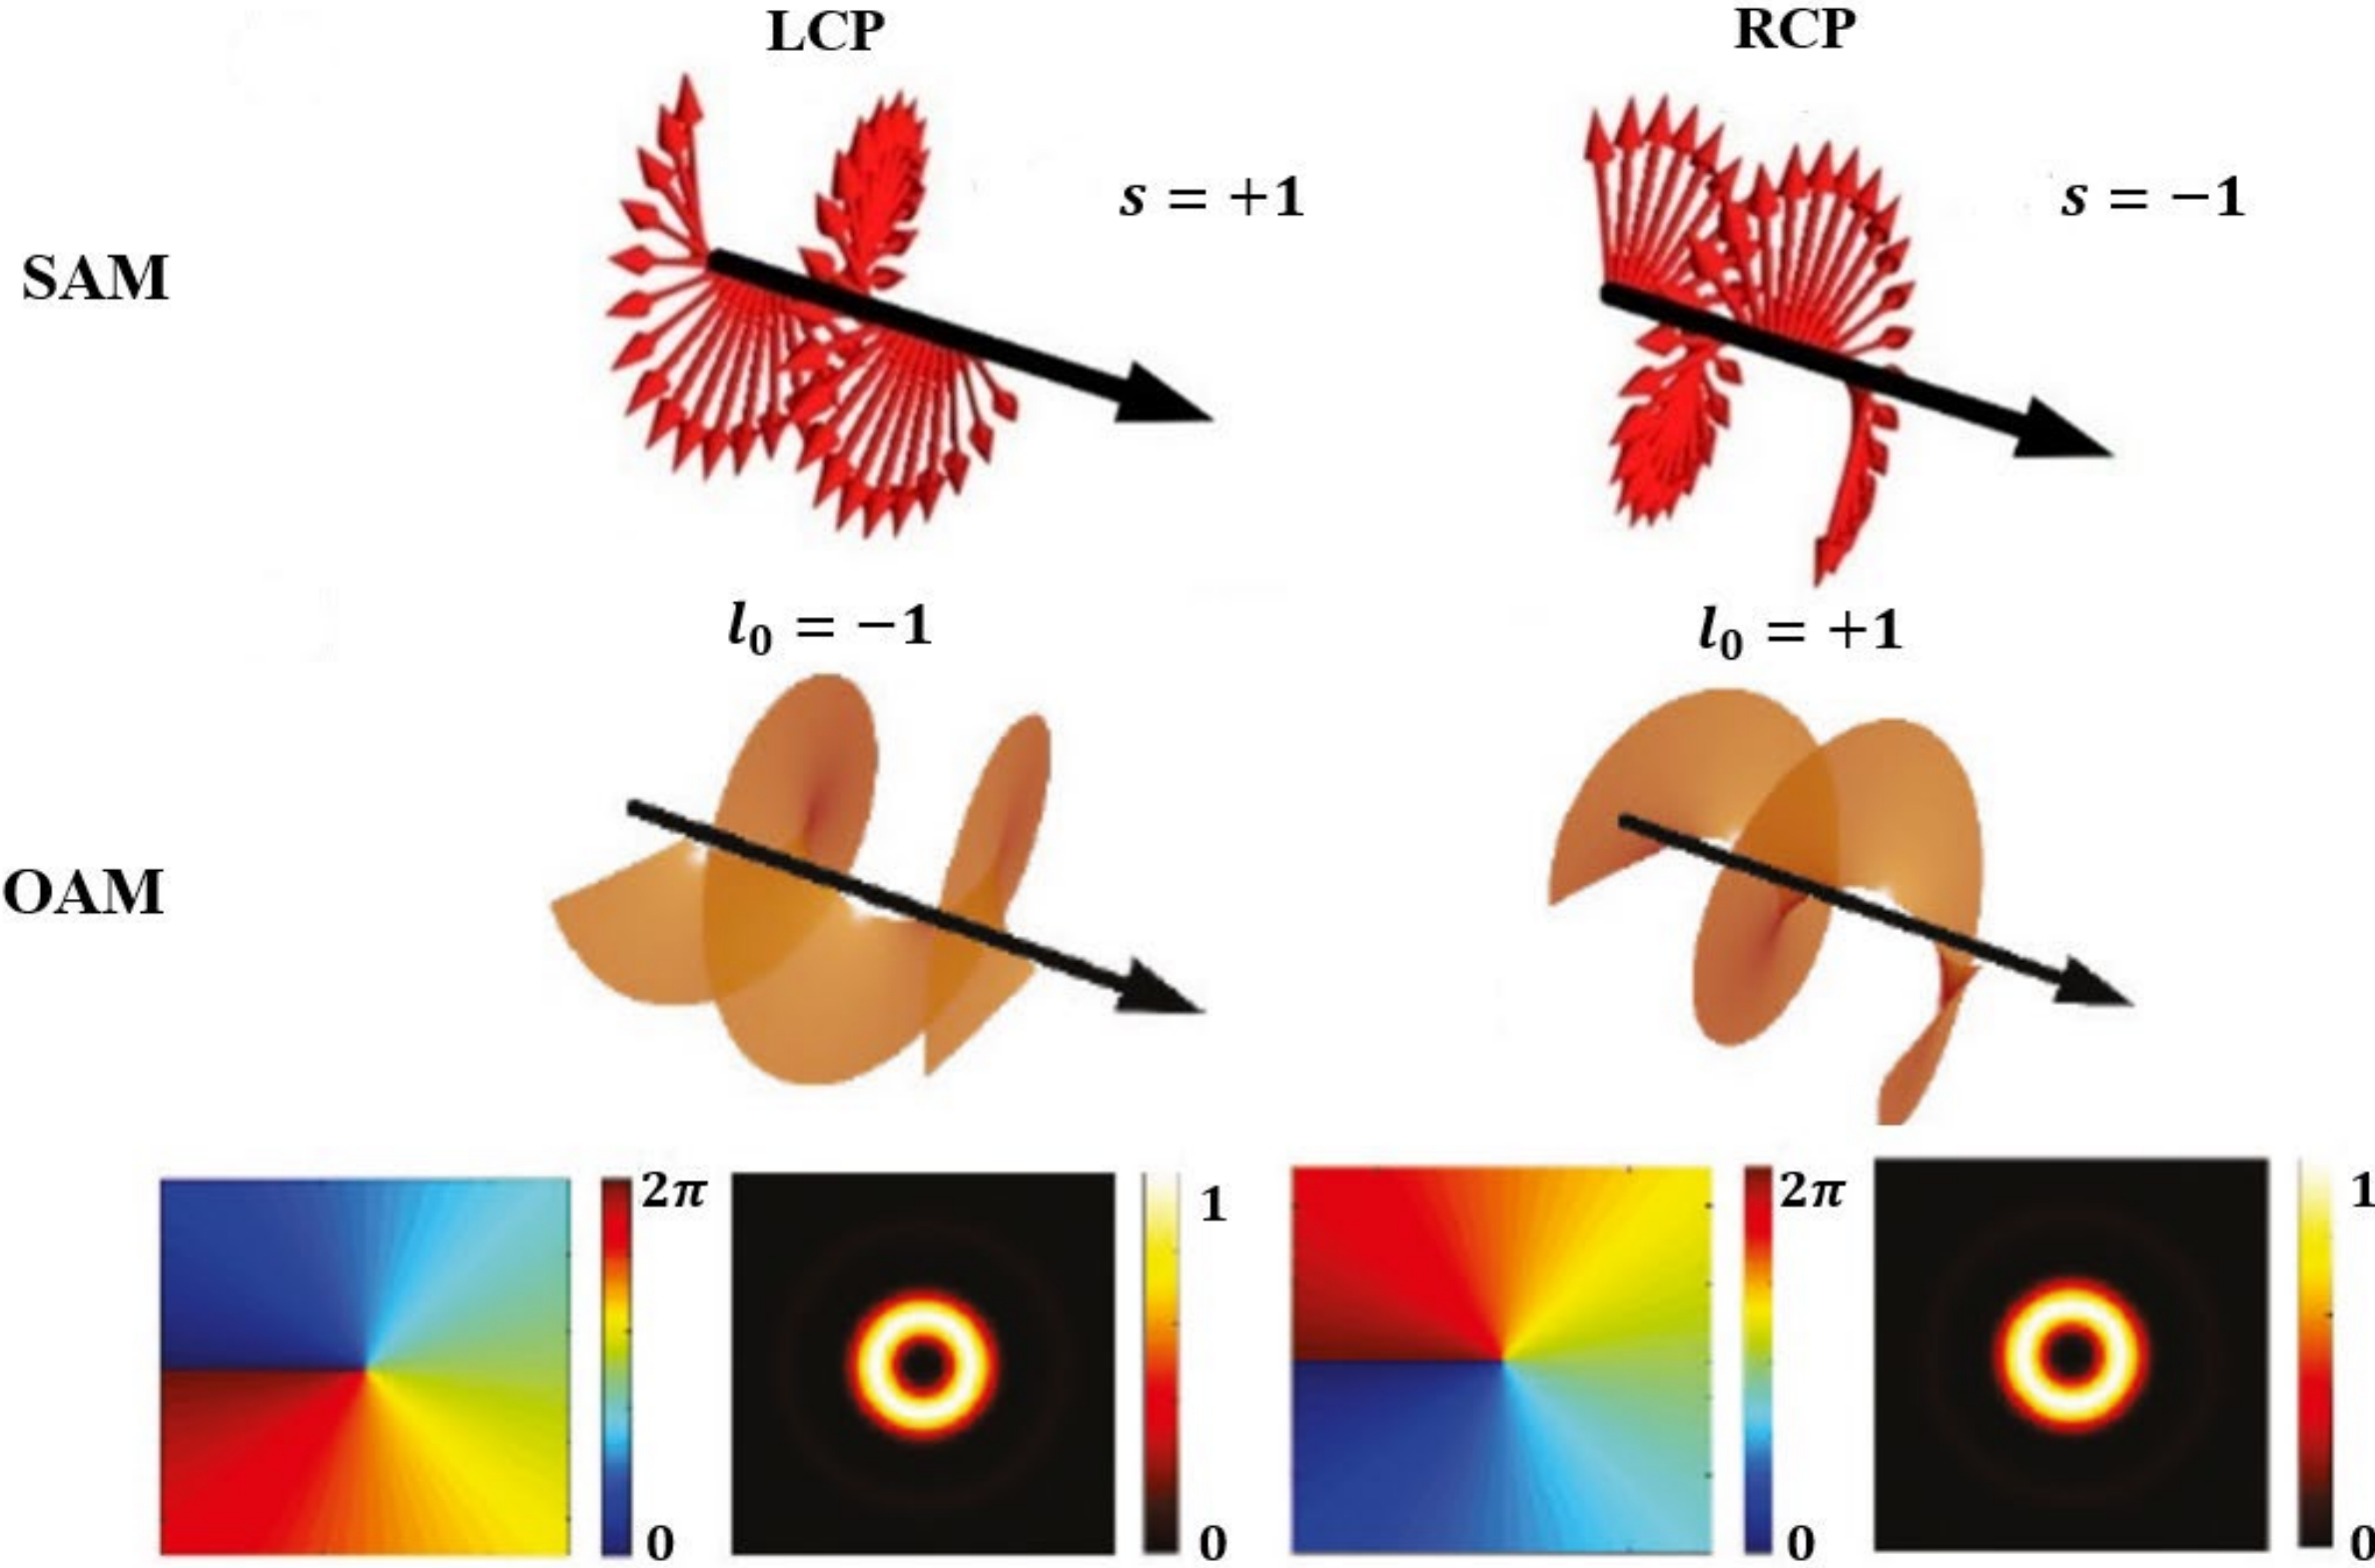 LCP
RCP
SAM
s = +1
s = −1
l₀ = −1
l₀ = +1
OAM
2π
0
1
0
2π
0
1
0